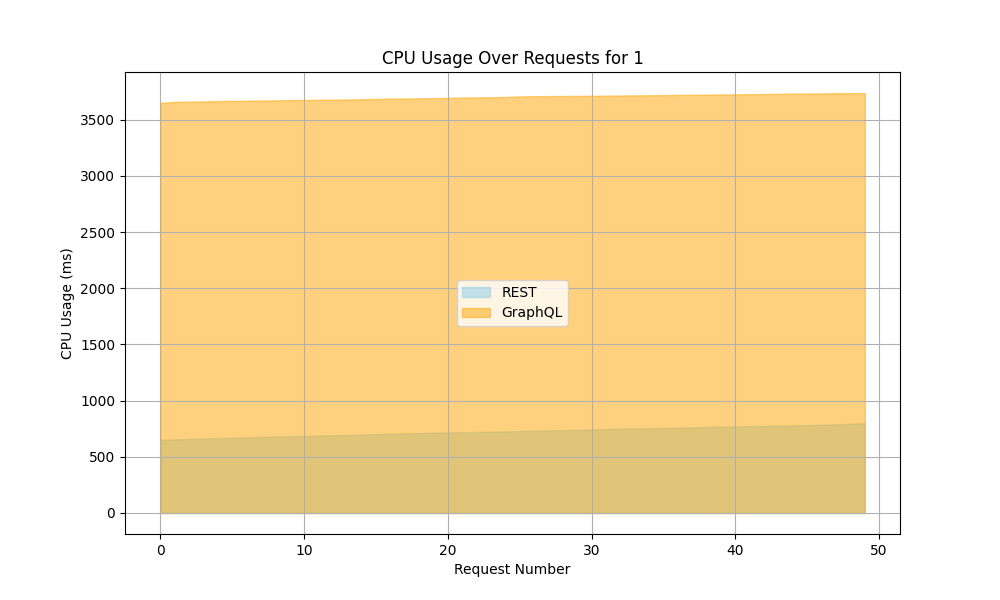 CPU Usage Over Requests for 1
CPU Usage (ms)
3500
3000
2500
2000
1500
1000
500
0
REST
GraphQL
0 10 20 30 40 50
Request Number